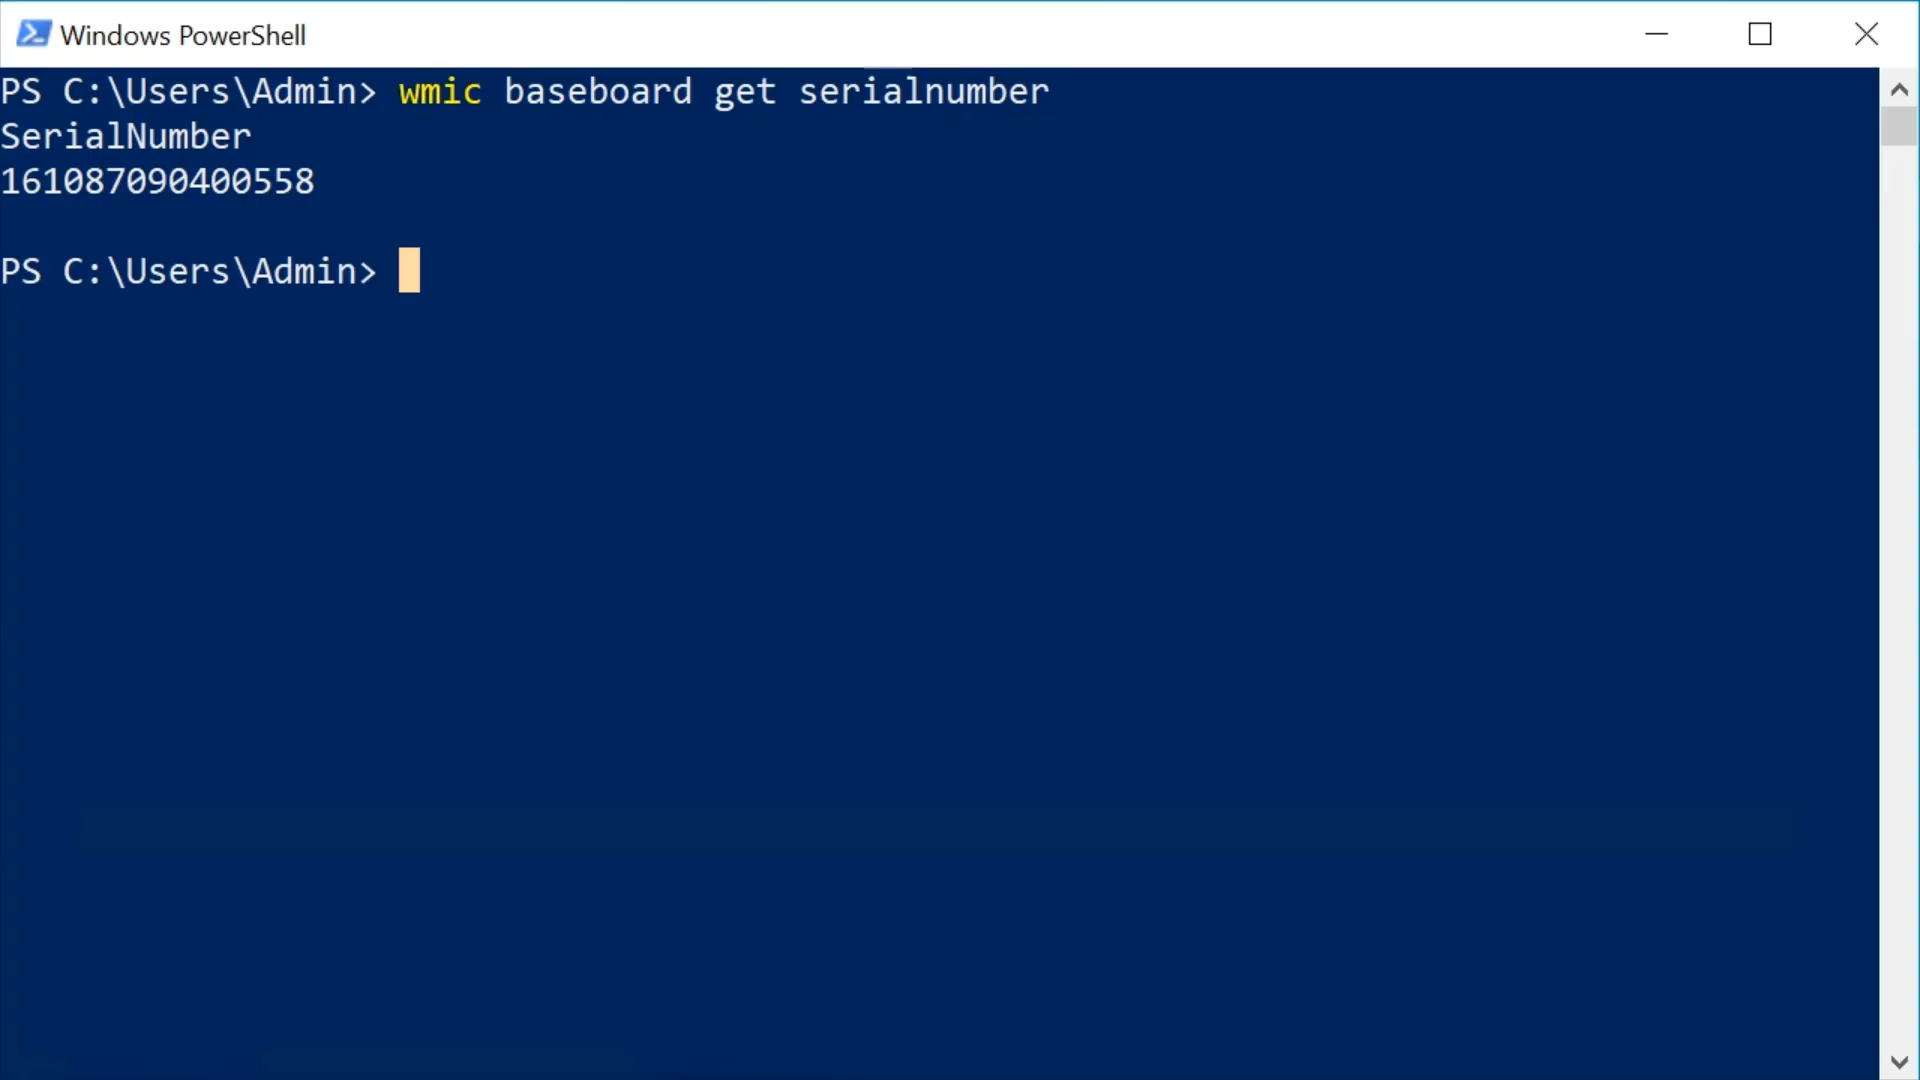 Windows PowerShell
PS C:\Users\Admin> wmic baseboard get serialnumber
SerialNumber
161087090400558
PS C:\Users\Admin>